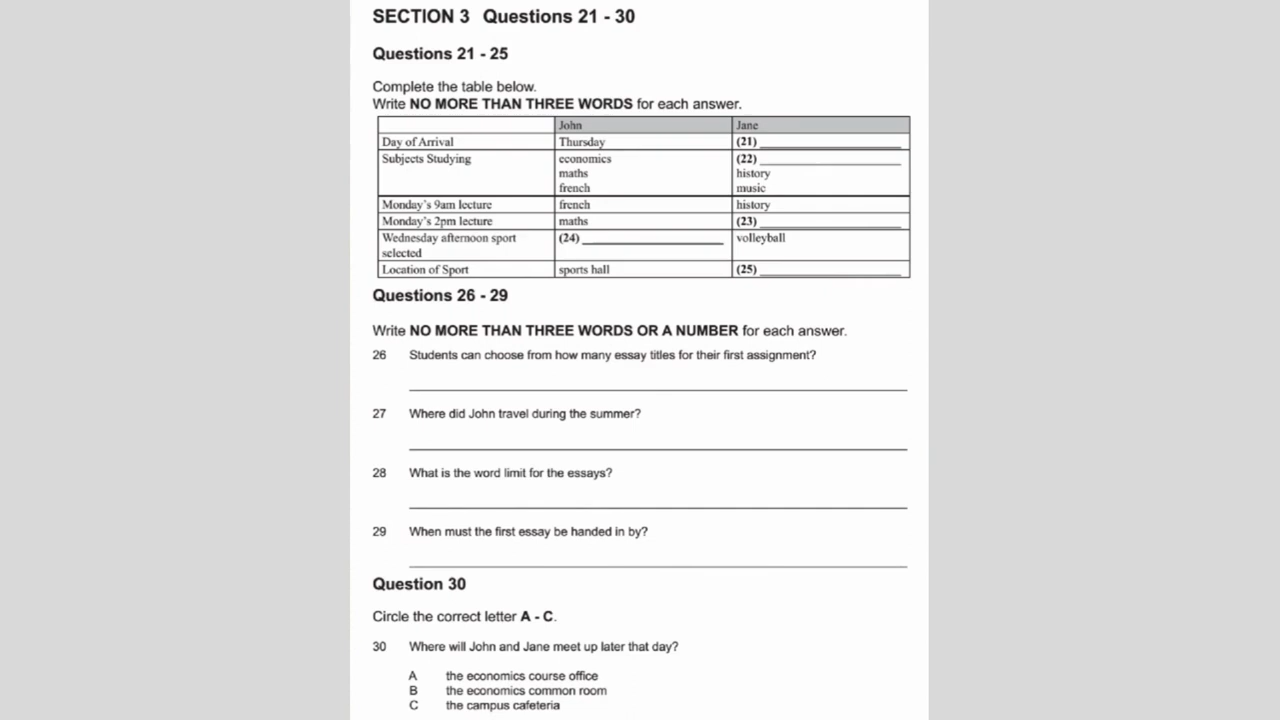 SECTION 3 Questions 21 - 30
Questions 21 - 25
Complete the table below.
Write NO MORE THAN THREE WORDS for each answer.
John Jane
Day of Arrival Thursday (21) ____________________
Subjects Studying economics (22) ____________________
maths history
french music
Monday's 9am lecture french history
Monday's 2pm lecture maths (23) ____________________
Wednesday afternoon sport (24) ____________________ volleyball
selected
Location of Sport sports hall (25) ____________________
Questions 26 - 29
Write NO MORE THAN THREE WORDS OR A NUMBER for each answer.
26 Students can choose from how many essay titles for their first assignment?
27 Where did John travel during the summer?
28 What is the word limit for the essays?
29 When must the first essay be handed in by?
Question 30
Circle the correct letter A - C.
30 Where will John and Jane meet up later that day?
A the economics course office
B the economics common room
C the campus cafeteria